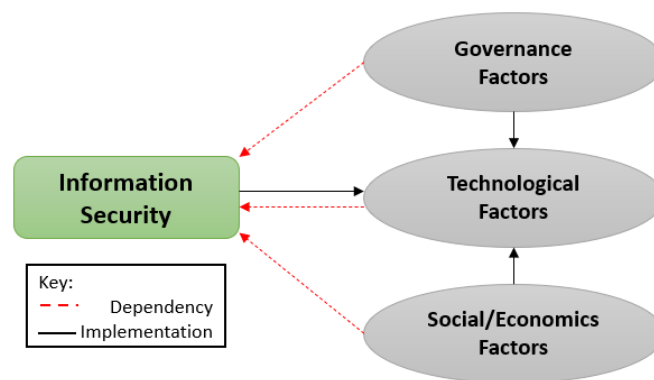 Governance
Factors
Information
Security
Technological
Factors
Key:
Dependency
Implementation
Social/Economics
Factors